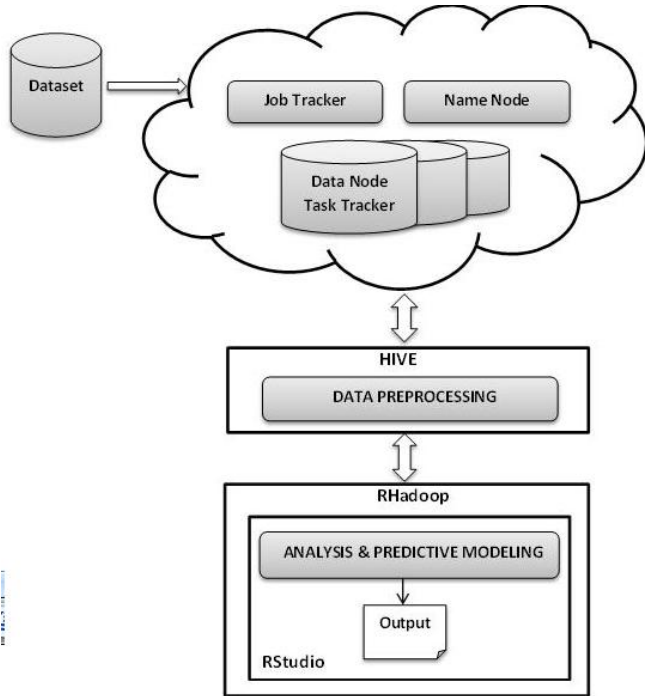 Dataset
Job Tracker
Name Node
Data Node
Task Tracker
HIVE
DATA PREPROCESSING
RHadoop
ANALYSIS & PREDICTIVE MODELING
Output
RStudio